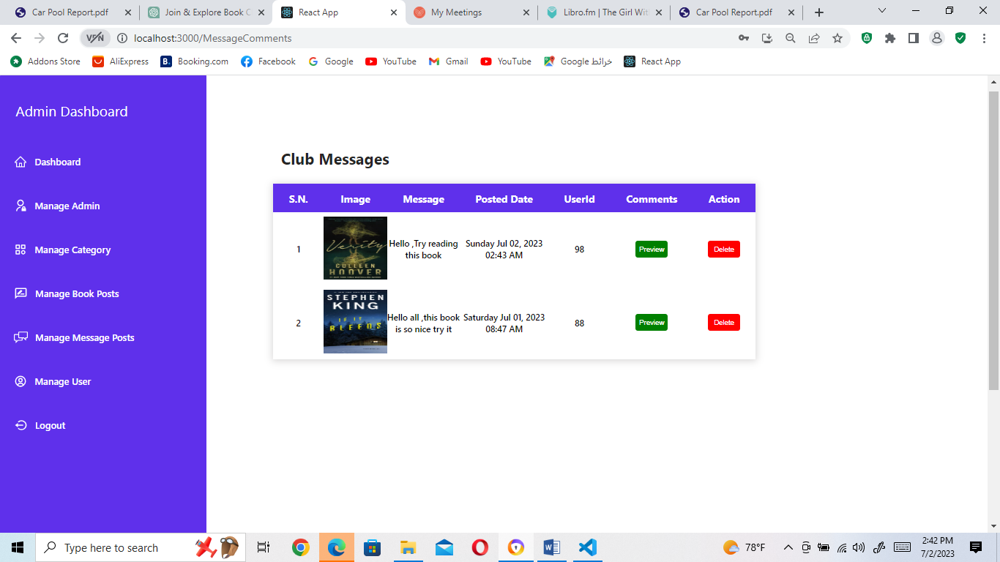 Car Pool Report.pdf
Join & Explore Book C
React App
My Meetings
Libro.fm | The Girl Wit
Car Pool Report.pdf
VPN
localhost:3000/MessageComments
Addons Store
AliExpress
B.
Booking.com
Facebook
Google
YouTube
Gmail
YouTube
خرائط Google
React App
Admin Dashboard
Dashboard
Manage Admin
Manage Category
Manage Book Posts
Manage Message Posts
Manage User
Logout
Club Messages
S.N. Image Message Posted Date UserId Comments Action
1
Verity
COLLEEN
HOOVER
Hello ,Try reading
this book
Sunday Jul 02, 2023
02:43 AM
98
Preview
Delete
2
STEPHEN
KING
IF IT
BLEEDS
Hello all ,this book
is so nice try it
Saturday Jul 01, 2023
08:47 AM
88
Preview
Delete
Type here to search
W
78°F
2:42 PM
7/2/2023